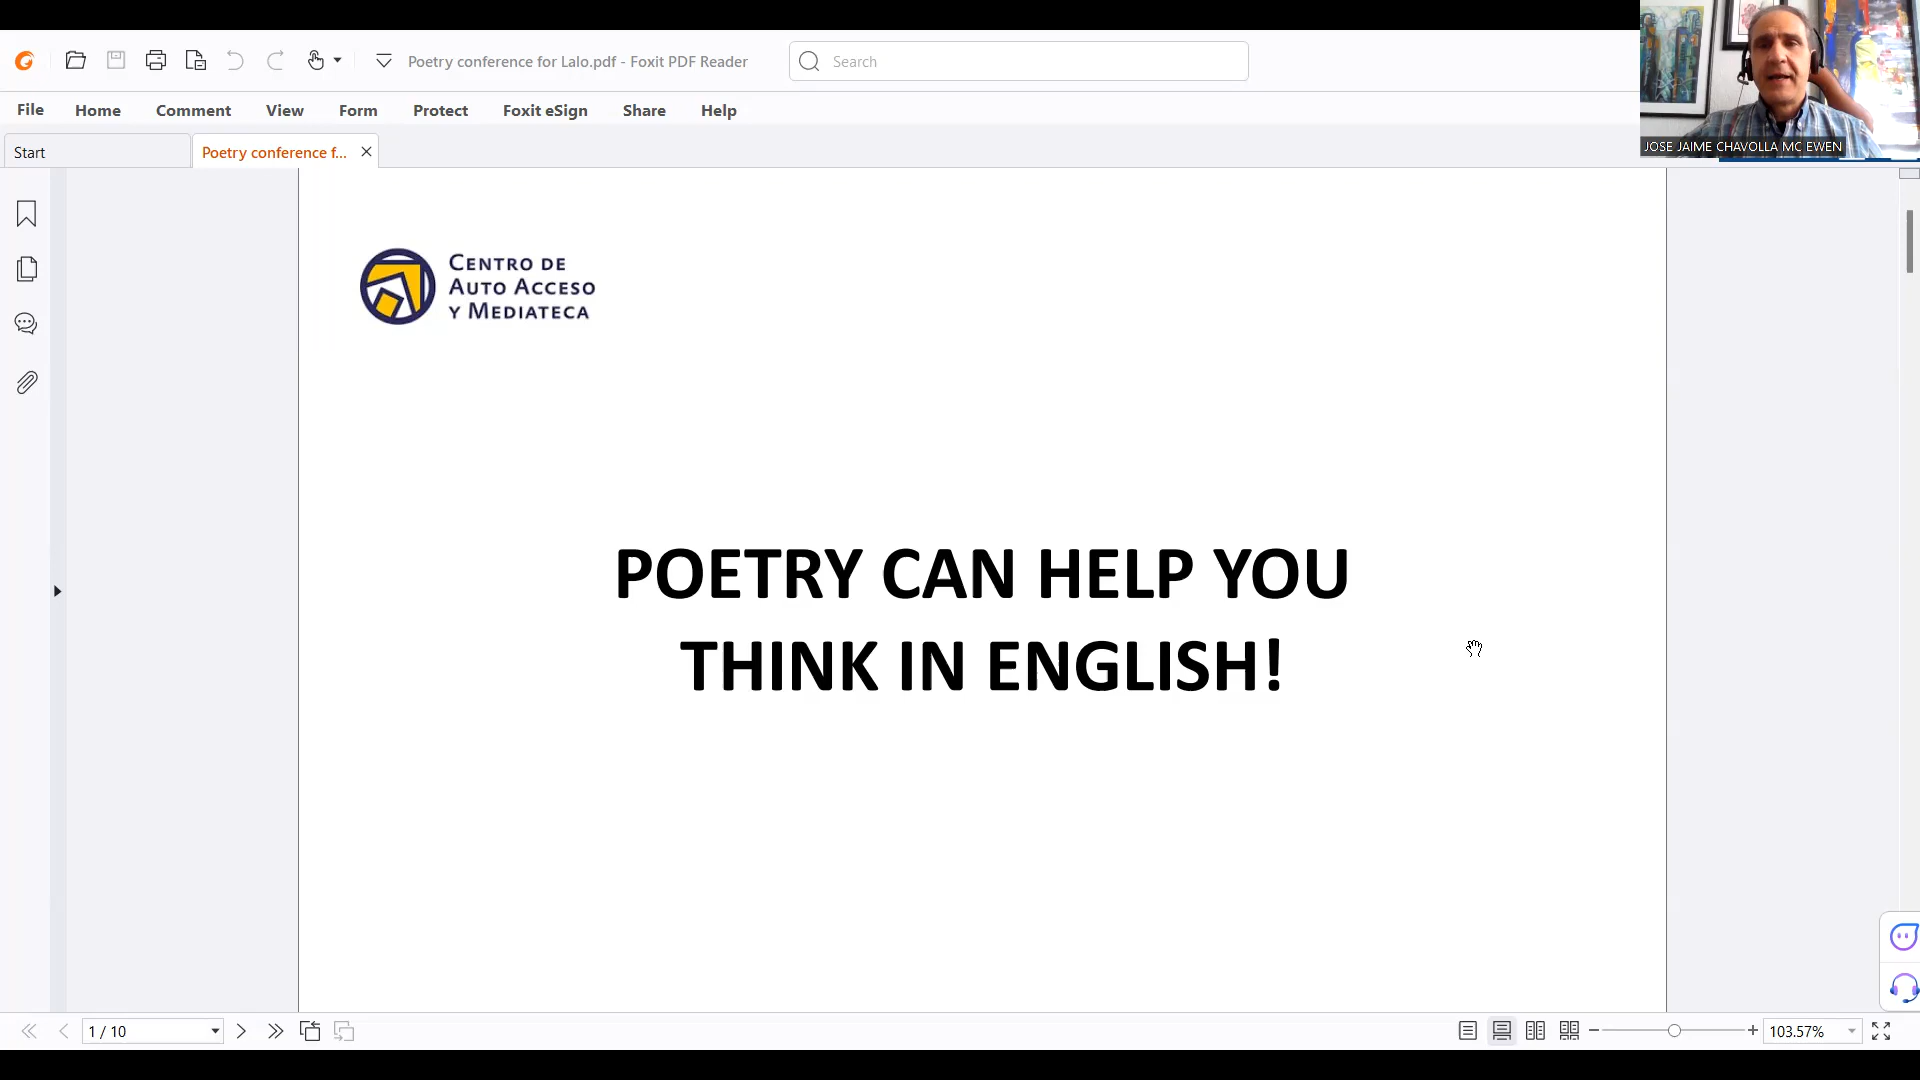 Poetry conference for Lalo.pdf - Foxit PDF Reader
Search
File Home Comment View Form Protect Foxit eSign Share Help
JOSE JAIME CHAVOLLA MC EWEN
Start
Poetry conference f...
CENTRO DE
AUTO ACCESO
Y MEDIATECA
POETRY CAN HELP YOU
THINK IN ENGLISH!
1 / 10
103.57%